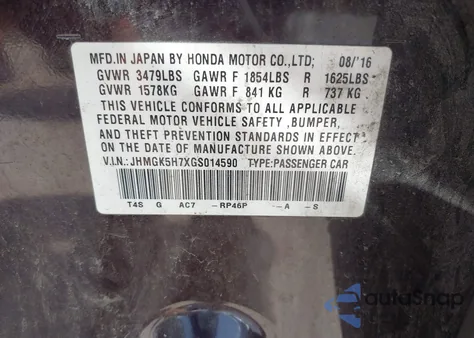 MFD.IN JAPAN BY HONDA MOTOR CO.,LTD; 08/'16
GVWR 3479LBS GAWR F 1854LBS R 1625LBS
GVWR 1578KG GAWR F 841 KG R 737 KG
THIS VEHICLE CONFORMS TO ALL APPLICABLE
FEDERAL MOTOR VEHICLE SAFETY ,BUMPER,
AND THEFT PREVENTION STANDARDS IN EFFECT
ON THE DATE OF MANUFACTURE SHOWN ABOVE.
V.I.N.: JHMGK5H7XGS014590 TYPE:PASSENGER CAR
T4S G AC7 -RP46P -A -S
autoSnap